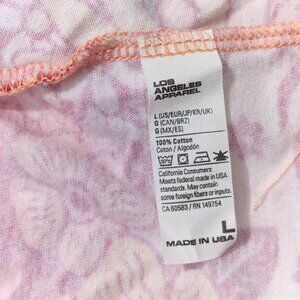 LOS
ANGELES
APPAREL
L (US/EUR/JP/KR/UK)
G (CAN/BRZ)
G (MX/ES)
100% Cotton
Coton / Algodón
California Consumers:
Meets federal made in USA
standards. May contain
some foreign fibers or inputs.
CA 60583 / RN 149754
L
MADE IN USA